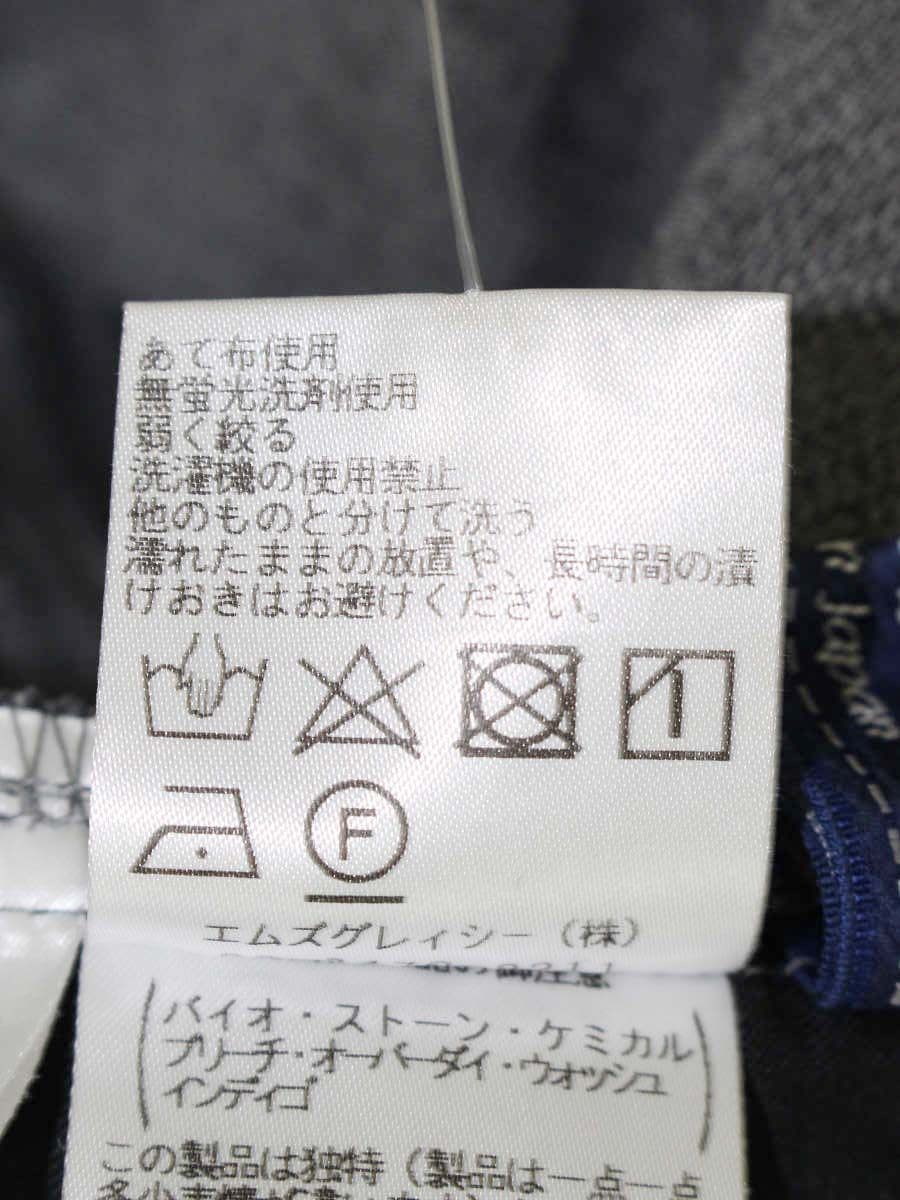 あて布使用
無蛍光洗剤使用
弱く絞る
洗濯機の使用禁止
他のものと分けて洗う
濡れたままの放置や、長時間の漬
けおきはお避けください。
F
エムズグレィシー(株)
(バイオ・ストーン・ケミカル
ブリーチ・オーバーダイ・ウォッシュ
インディゴ)
この製品は独特(製品は一点一点